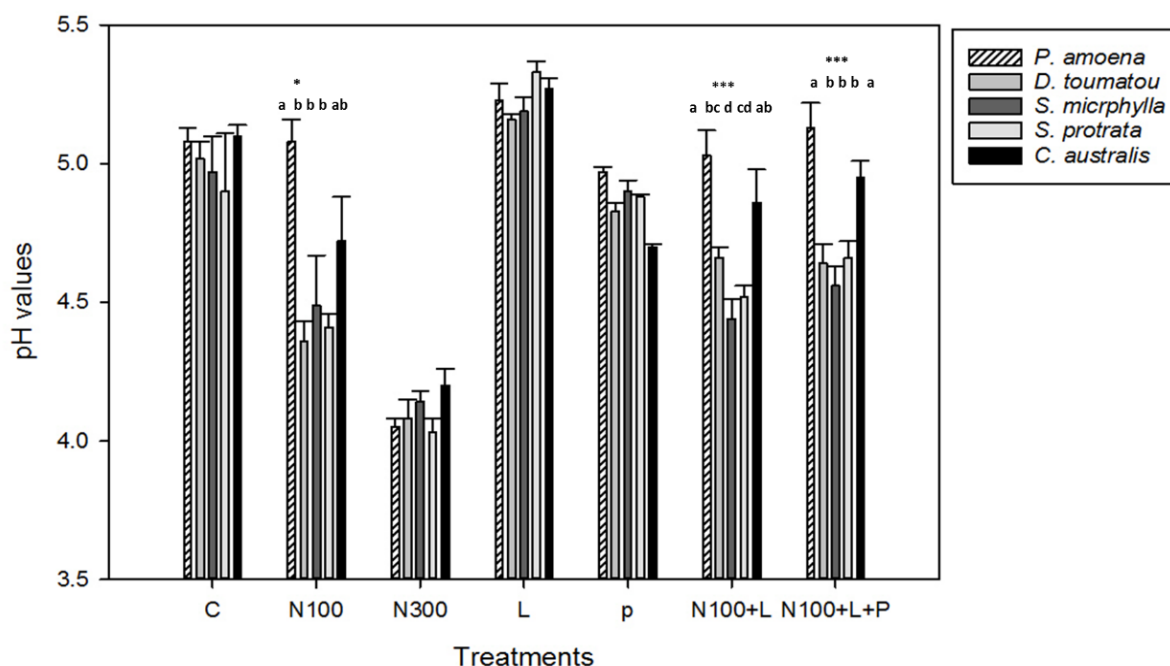 5.5
5.0
4.5
4.0
3.5
pH values
*
a b b b ab
***
a bc d cd ab
***
a b b b a
C N100 N300 L p N100+L N100+L+P
Treatments
P. amoena
D. toumatou
S. micrphylla
S. protrata
C. australis